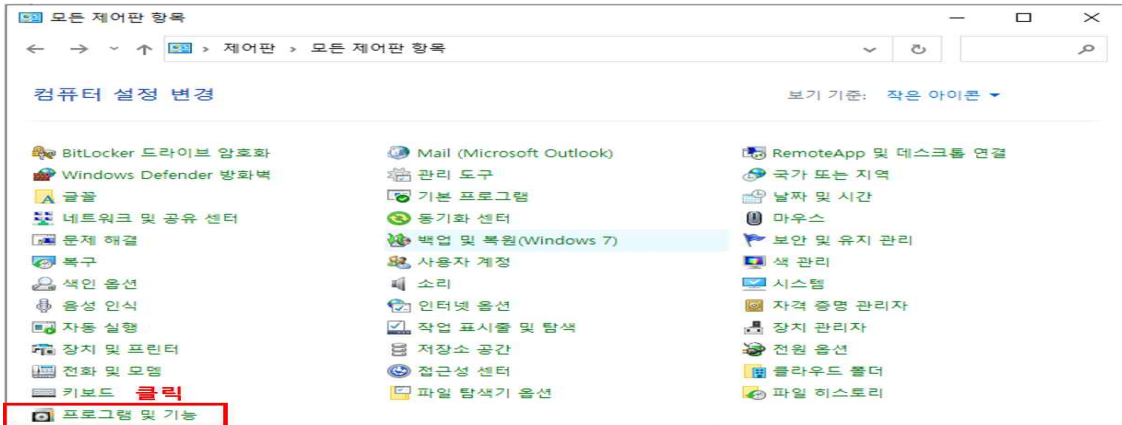 모든 제어판 항목
제어판 > 모든 제어판 항목
컴퓨터 설정 변경
보기 기준: 작은 아이콘
BitLocker 드라이브 암호화 Mail (Microsoft Outlook) RemoteApp 및 데스크톱 연결
Windows Defender 방화벽 관리 도구 국가 또는 지역
글꼴 기본 프로그램 날짜 및 시간
네트워크 및 공유 센터 동기화 센터 마우스
문제 해결 백업 및 복원(Windows 7) 보안 및 유지 관리
복구 사용자 계정 색 관리
색인 옵션 소리 시스템
음성 인식 인터넷 옵션 자격 증명 관리자
자동 실행 작업 표시줄 및 탐색 장치 관리자
장치 및 프린터 저장소 공간 전원 옵션
전화 및 모뎀 접근성 센터 클라우드 폴더
키보드 클릭 파일 탐색기 옵션 파일 히스토리
프로그램 및 기능